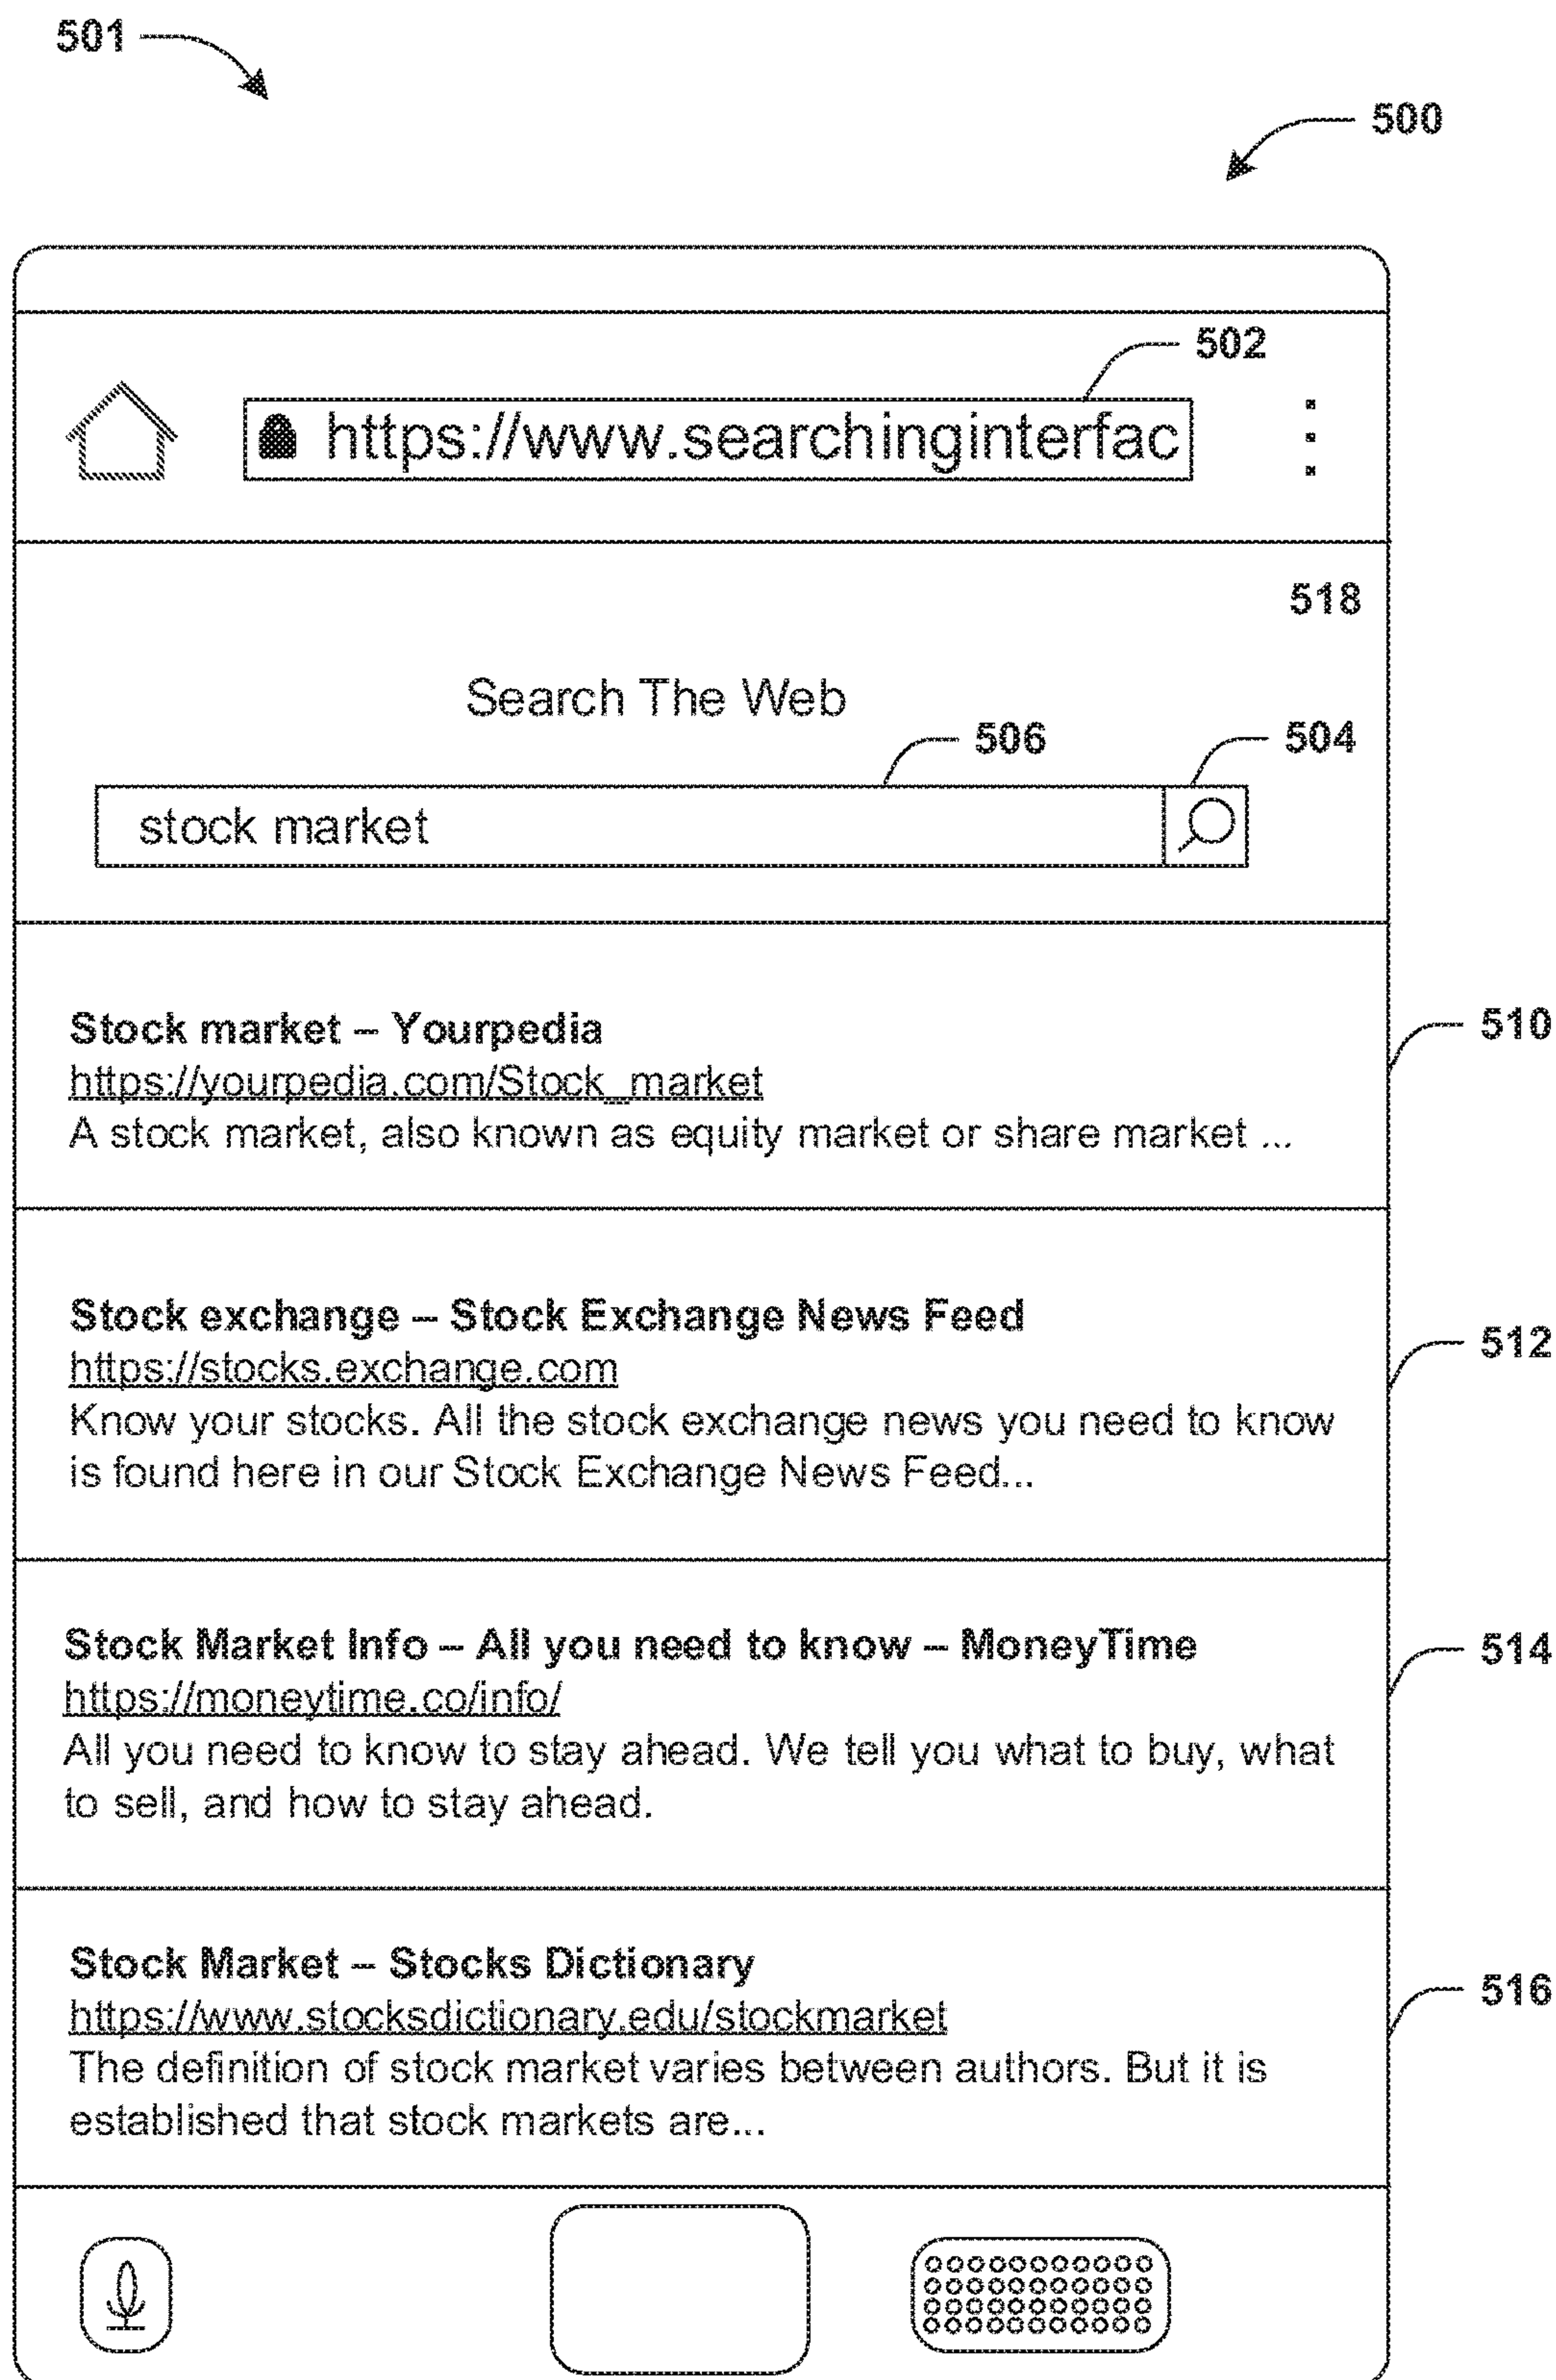 501
500
502
https://www.searchinginterfac
518
Search The Web
506
504
stock market
Stock market – Yourpedia
510
https://yourpedia.com/Stock_market
A stock market, also known as equity market or share market ...
Stock exchange – Stock Exchange News Feed
512
https://stocks.exchange.com
Know your stocks. All the stock exchange news you need to know
is found here in our Stock Exchange News Feed...
Stock Market Info – All you need to know – MoneyTime
514
https://moneytime.co/info/
All you need to know to stay ahead. We tell you what to buy, what
to sell, and how to stay ahead.
Stock Market – Stocks Dictionary
516
https://www.stocksdictionary.edu/stockmarket
The definition of stock market varies between authors. But it is
established that stock markets are...